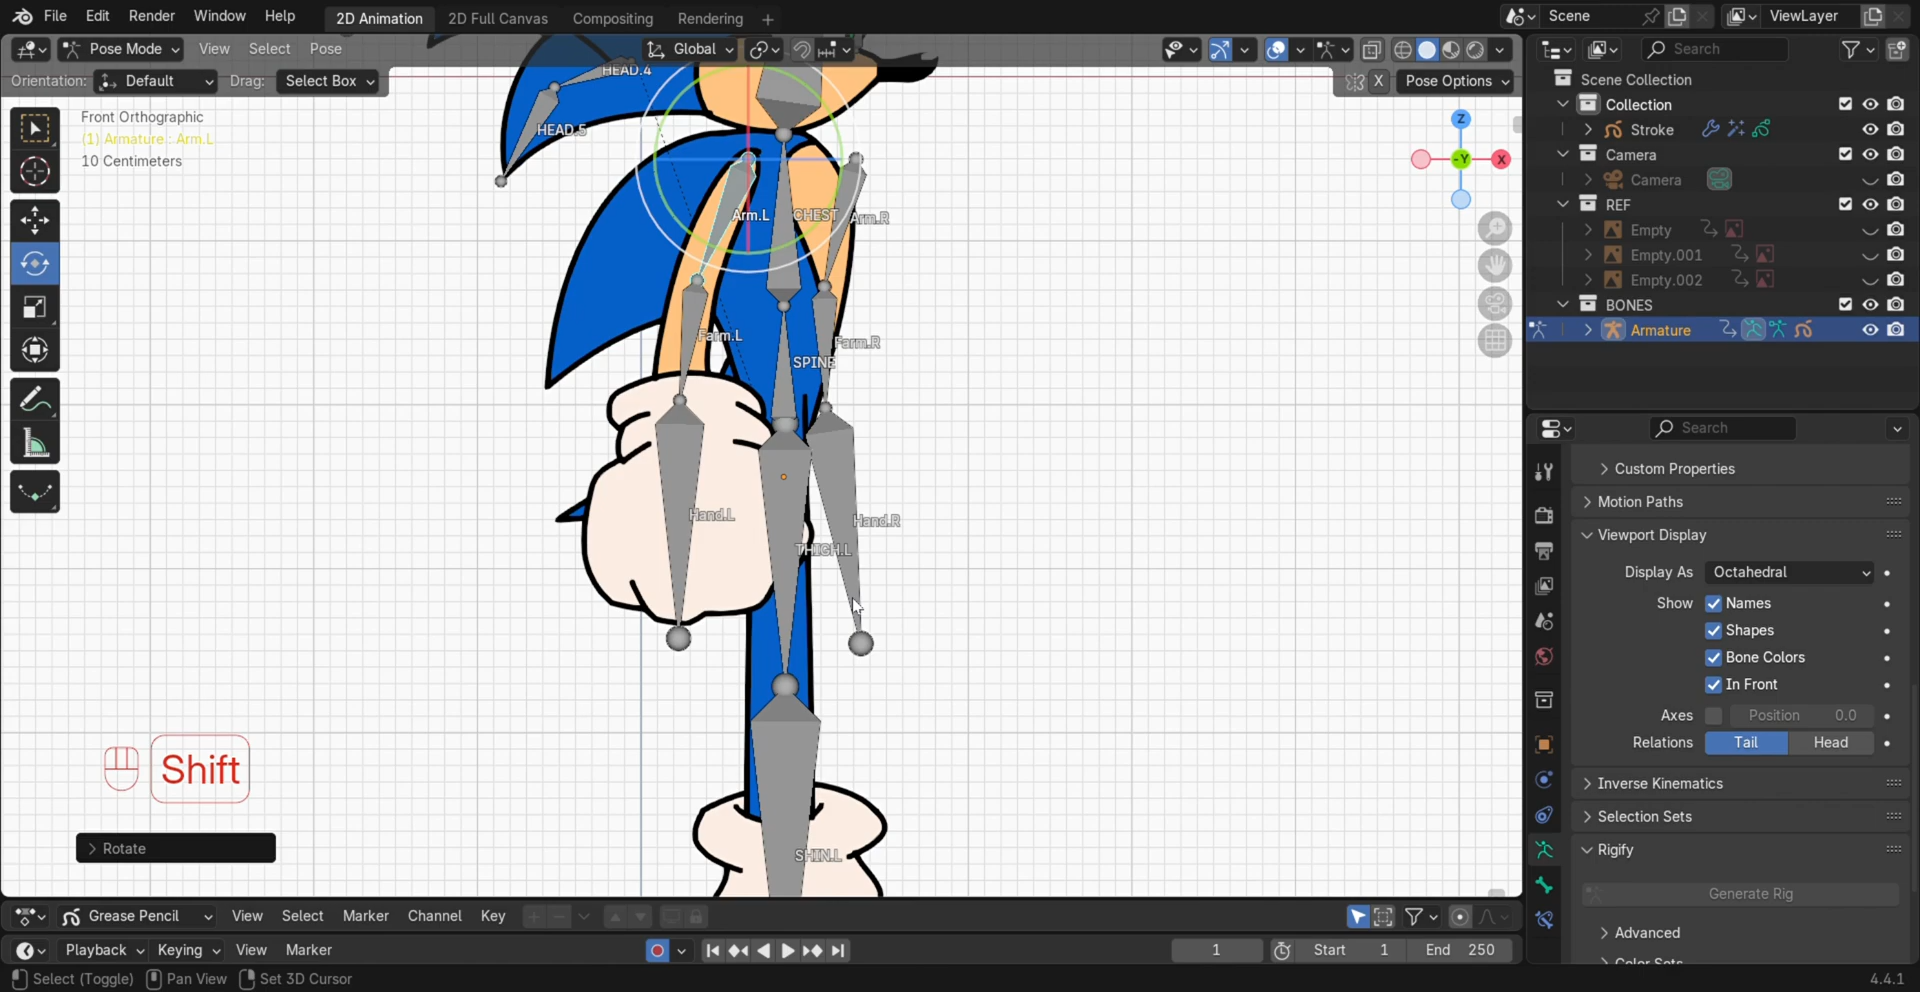 File Edit Render Window Help 2D Animation 2D Full Canvas Compositing Rendering + Scene ViewLayer
Pose Mode View Select Pose Global
Orientation: Default Drag: Select Box X Pose Options
Front Orthographic
(1) Armature : Arm.L
10 Centimeters
HEAD.4
HEAD.5
Arm.L CHEST Arm.R
Farm.L Farm.R
SPINE
Hand.L Hand.R
THIGH.L
SHIN.L
Z
-Y X
Shift
Rotate
Search
Scene Collection
Collection
Stroke
Camera
Camera
REF
Empty
Empty.001
Empty.002
BONES
Armature
Search
Custom Properties
Motion Paths
Viewport Display
Display As Octahedral
Show Names
Shapes
Bone Colors
In Front
Axes Position 0.0
Relations Tail Head
Inverse Kinematics
Selection Sets
Rigify
Generate Rig
Advanced
Color Sets
Grease Pencil View Select Marker Channel Key
Playback Keying View Marker 1 Start 1 End 250
Select (Toggle) Pan View Set 3D Cursor 4.4.1